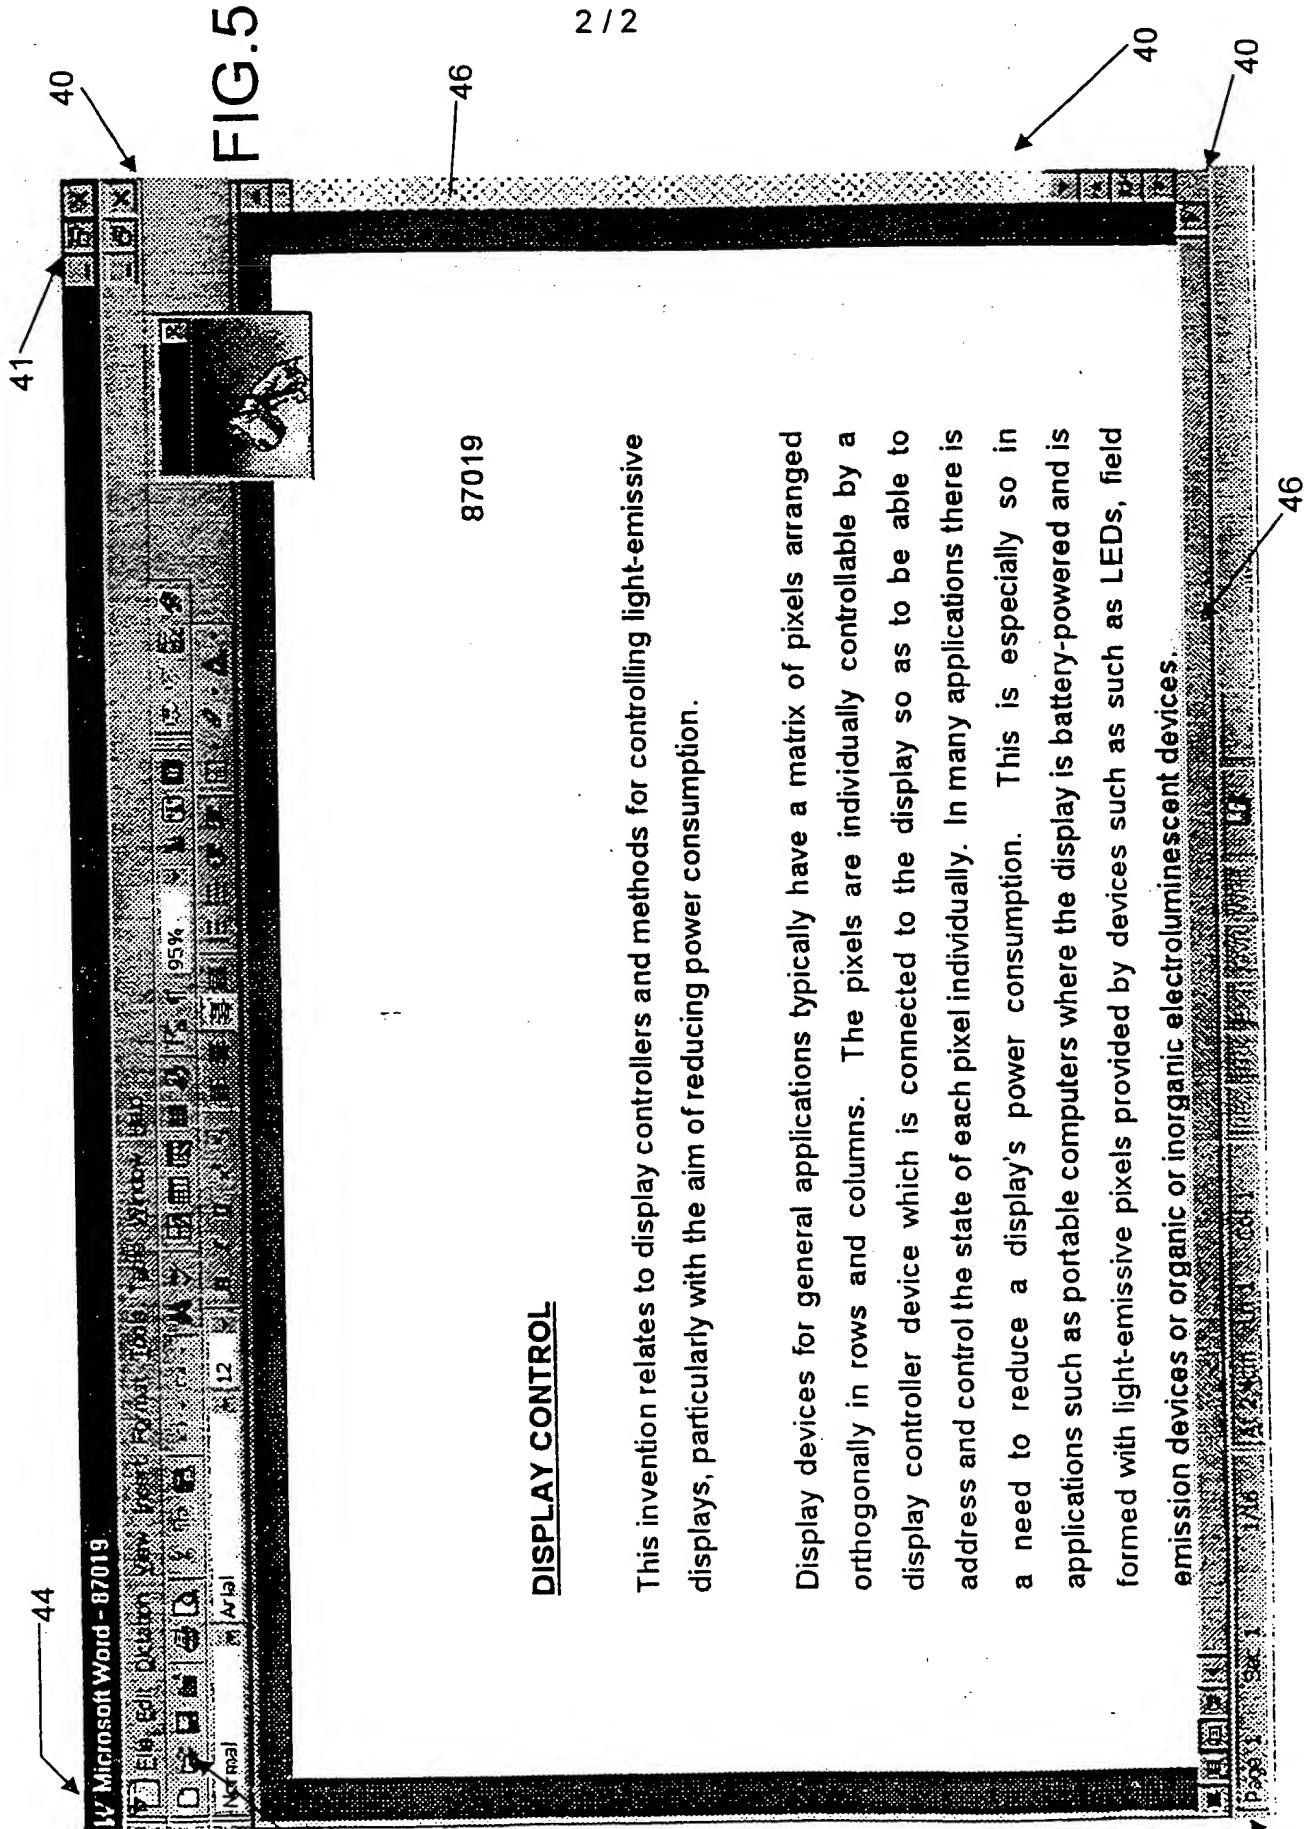 2 / 2
FIG.5
44
41
40
Microsoft Word - 87019
File Edit Dictation View Insert Format Tools Table Window Help
95%
Normal
Arial
12
46
87019
DISPLAY CONTROL
This invention relates to display controllers and methods for controlling light-emissive
displays, particularly with the aim of reducing power consumption.
Display devices for general applications typically have a matrix of pixels arranged
orthogonally in rows and columns. The pixels are individually controllable by a
display controller device which is connected to the display so as to be able to
address and control the state of each pixel individually. In many applications there is
a need to reduce a display's power consumption. This is especially so in
applications such as portable computers where the display is battery-powered and is
formed with light-emissive pixels provided by devices such as such as LEDs, field
emission devices or organic or inorganic electroluminescent devices.
40
40
Page 1 Sec 1 1/16
46